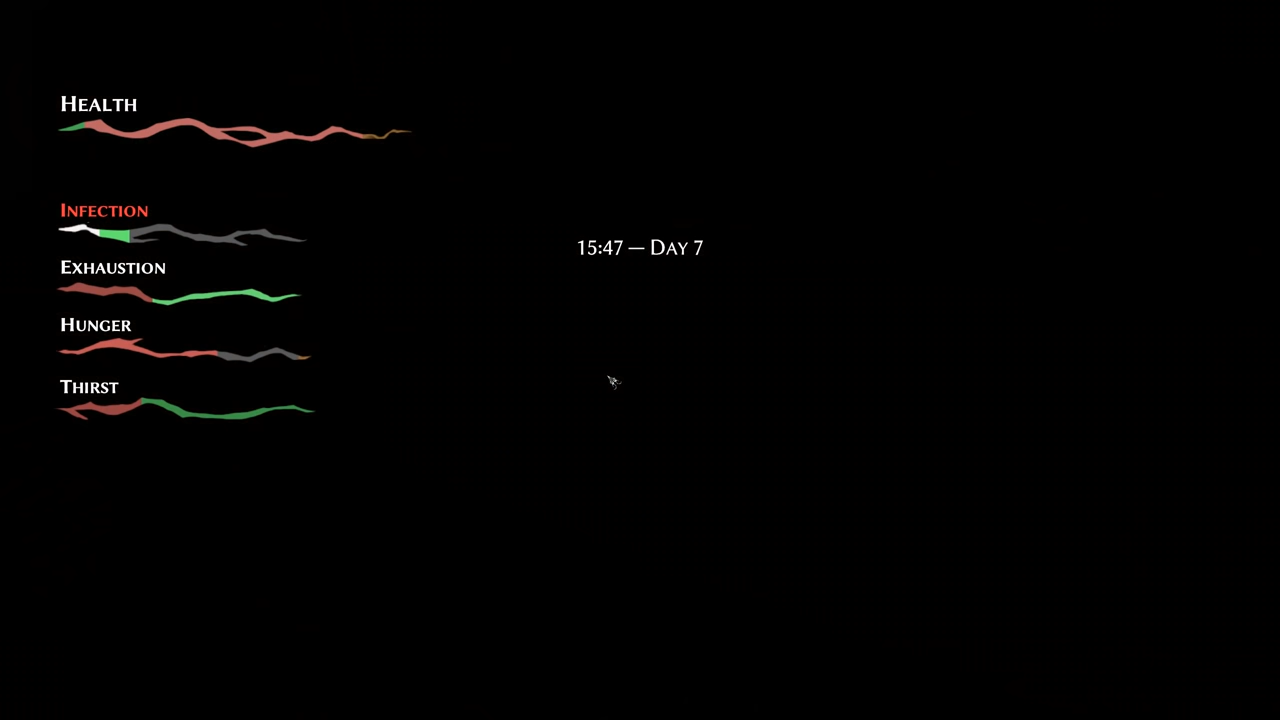 Health
Infection
15:47 — Day 7
Exhaustion
Hunger
Thirst